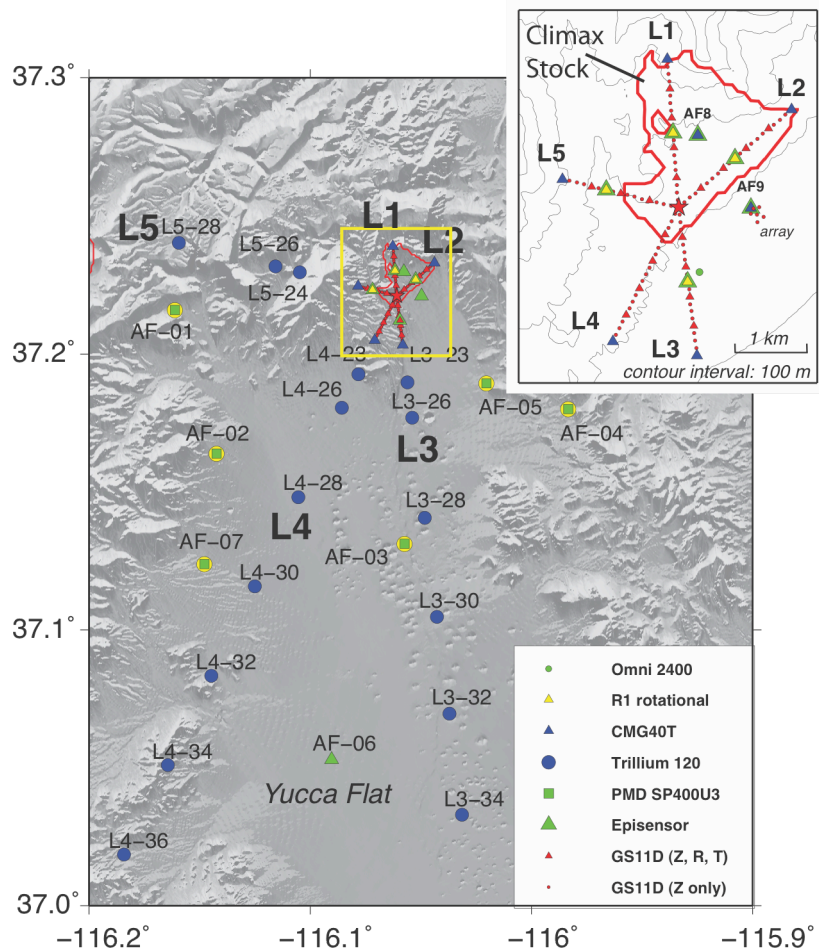 37.3°
37.2°
37.1°
37.0°
−116.2°
−116.1°
−116°
−115.9°
Climax
Stock
L1
L2
L5
AF8
AF9
array
L4
L3
1 km
contour interval: 100 m
L5
L5−28
L5−26
L5−24
L1
L2
AF−01
L4−23
L3−23
L4−26
L3−26
AF−05
AF−04
AF−02
L3
L4−28
L3−28
L4
AF−07
AF−03
L4−30
L3−30
L4−32
L3−32
AF−06
L4−34
Yucca Flat
L3−34
L4−36
Omni 2400
R1 rotational
CMG40T
Trillium 120
PMD SP400U3
Episensor
GS11D (Z, R, T)
GS11D (Z only)